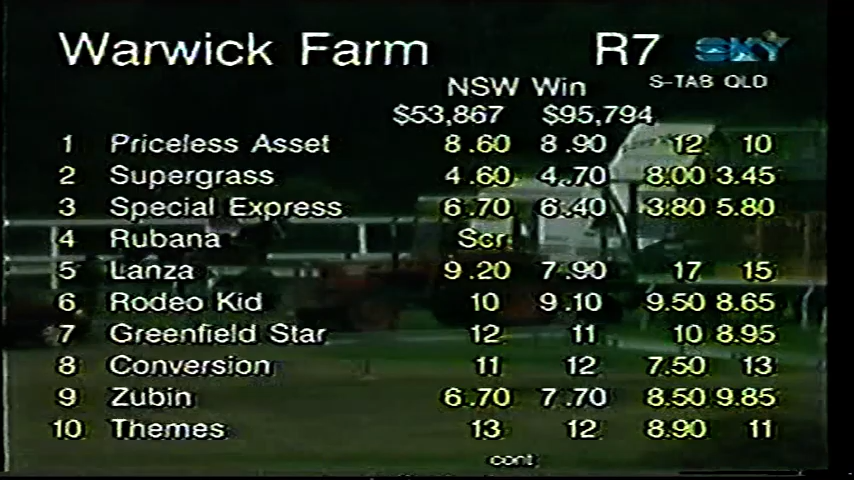 Warwick Farm R7 SKY
NSW Win S-TAB QLD
$53,867 $95,794
1 Priceless Asset 8.60 8.90 12 10
2 Supergrass 4.60 4.70 8.00 3.45
3 Special Express 6.70 6.40 3.80 5.80
4 Rubana Scr
5 Lanza 9.20 7.90 17 15
6 Rodeo Kid 10 9.10 9.50 8.65
7 Greenfield Star 12 11 10 8.95
8 Conversion 11 12 7.50 13
9 Zubin 6.70 7.70 8.50 9.85
10 Themes 13 12 8.90 11
cont